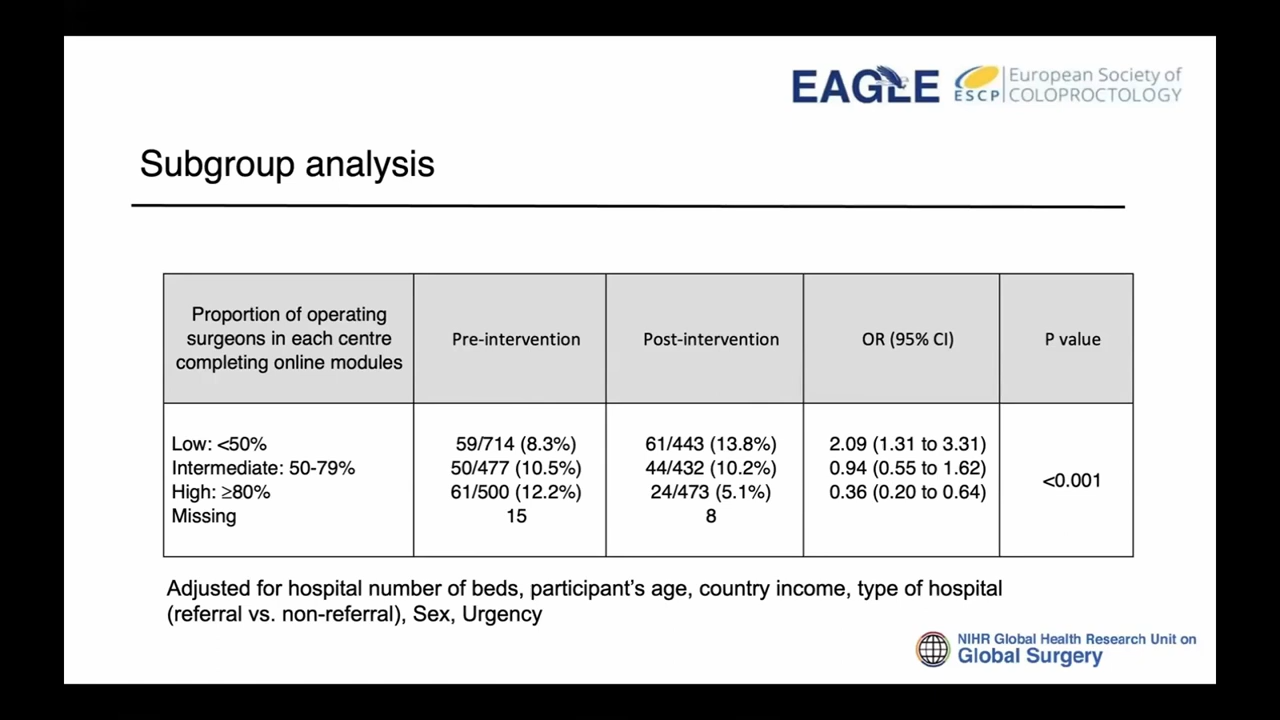 EAGLE
ESCP
European Society of
COLOPROCTOLOGY
Subgroup analysis
Proportion of operating surgeons in each centre completing online modules Pre-intervention Post-intervention OR (95% CI) P value
Low: <50% 59/714 (8.3%) 61/443 (13.8%) 2.09 (1.31 to 3.31)
Intermediate: 50-79% 50/477 (10.5%) 44/432 (10.2%) 0.94 (0.55 to 1.62)
High: ≥80% 61/500 (12.2%) 24/473 (5.1%) 0.36 (0.20 to 0.64) <0.001
Missing 15 8
Adjusted for hospital number of beds, participant's age, country income, type of hospital
(referral vs. non-referral), Sex, Urgency
NIHR Global Health Research Unit on
Global Surgery